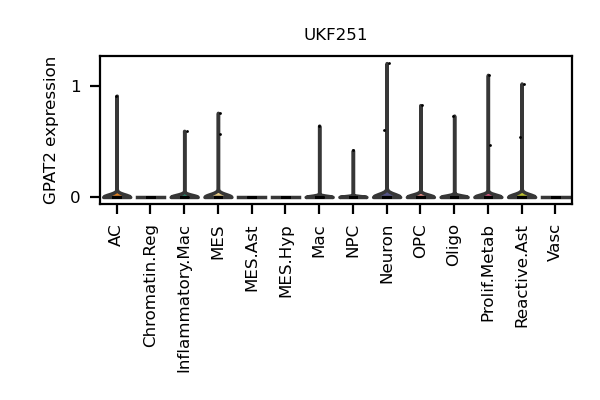 UKF251
GPAT2 expression
1
0
AC
Chromatin.Reg
Inflammatory.Mac
MES
MES.Ast
MES.Hyp
Mac
NPC
Neuron
OPC
Oligo
Prolif.Metab
Reactive.Ast
Vasc